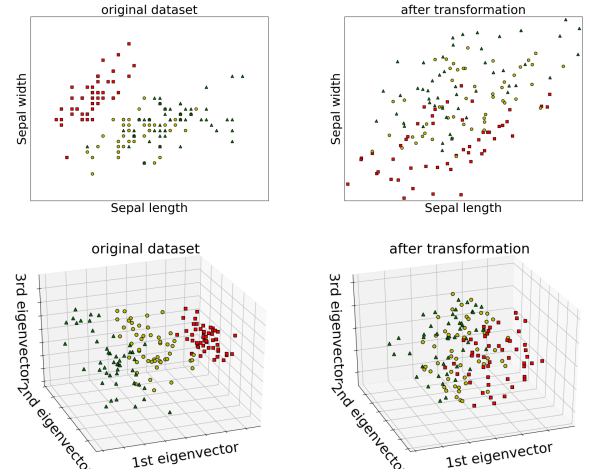 original dataset
after transformation
Sepal width
Sepal length
Sepal width
Sepal length
original dataset
after transformation
3rd eigenvector
2nd eigenvector
1st eigenvector
3rd eigenvector
2nd eigenvector
1st eigenvector